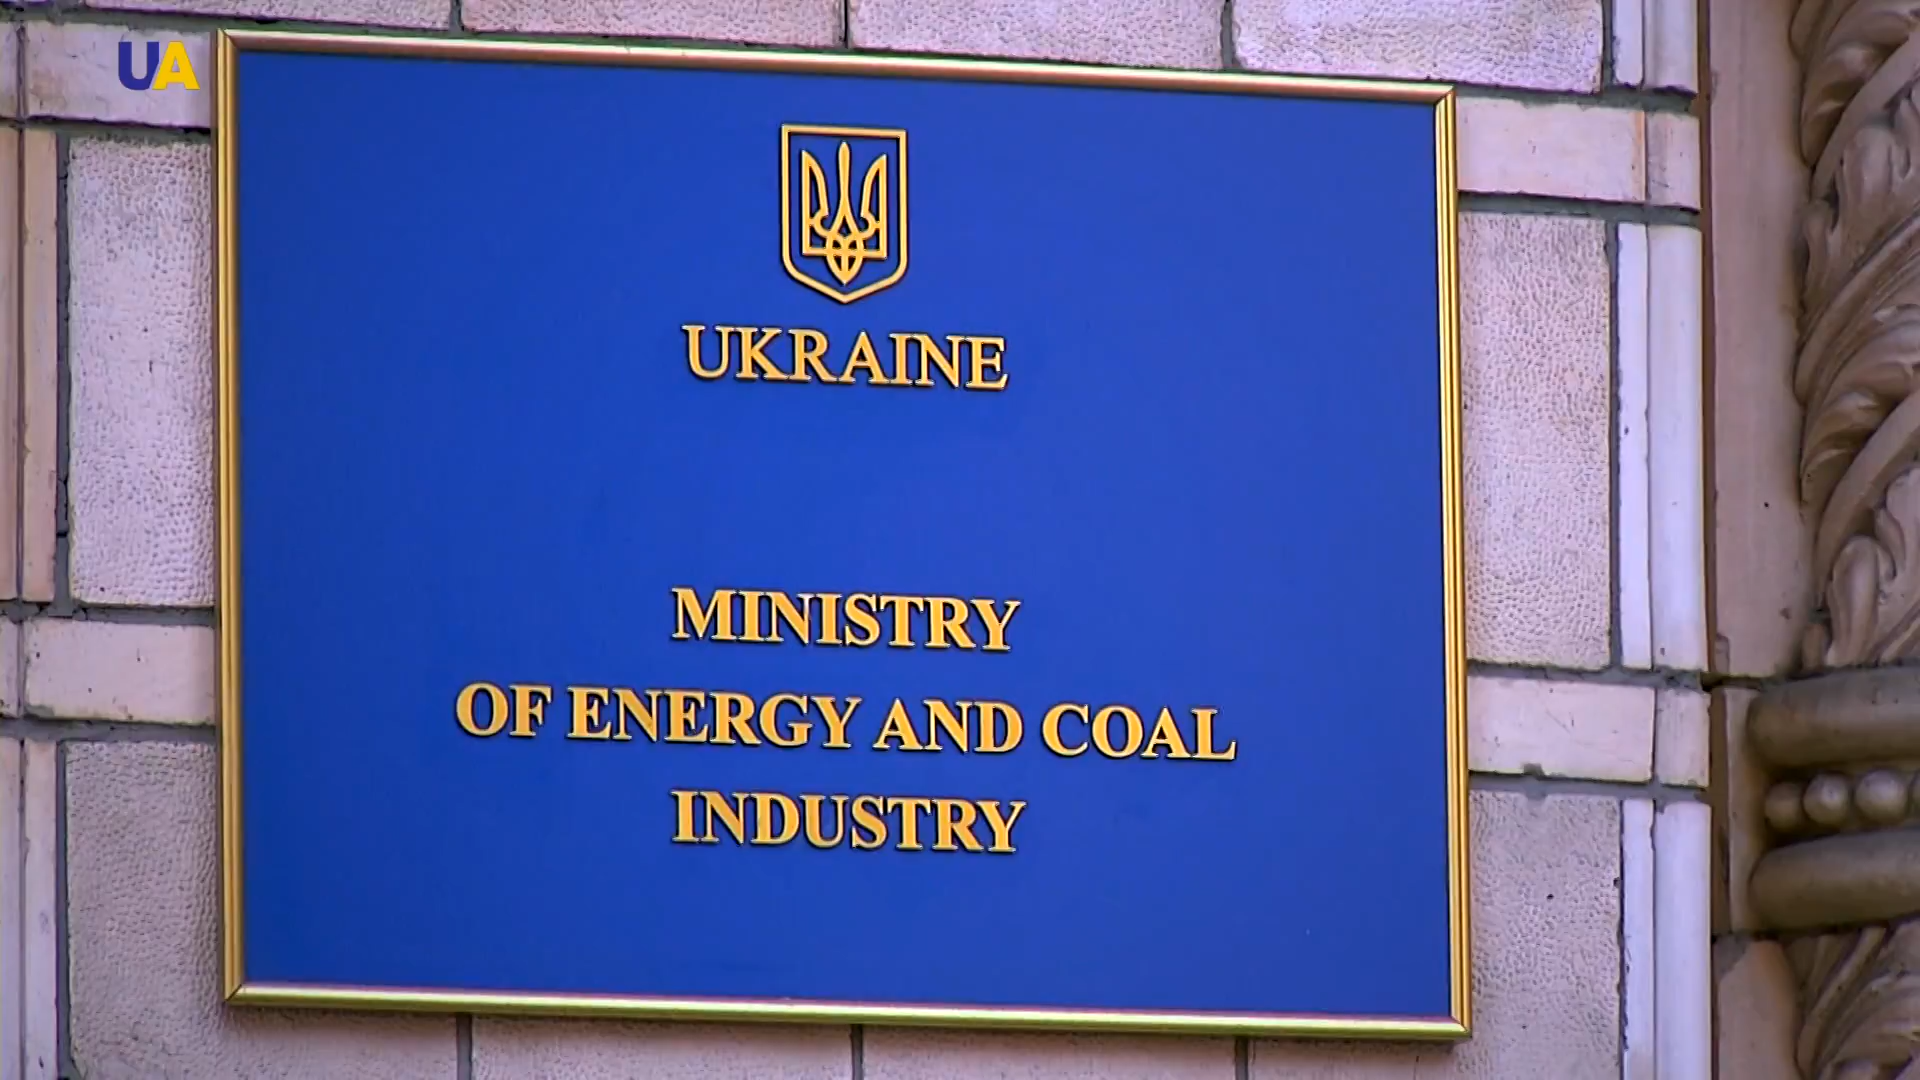 UA
UKRAINE
MINISTRY
OF ENERGY AND COAL
INDUSTRY